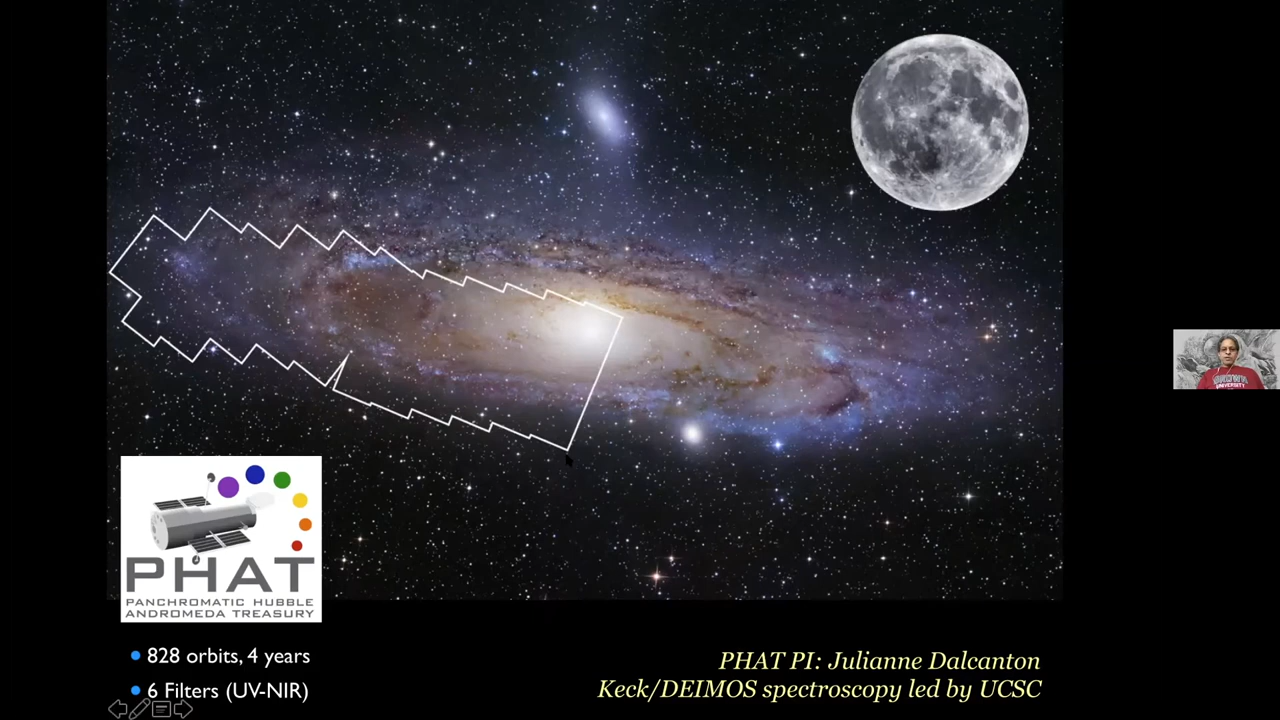 PHAT
PANCHROMATIC HUBBLE
ANDROMEDA TREASURY
828 orbits, 4 years
6 Filters (UV-NIR)
PHAT PI: Julianne Dalcanton
Keck/DEIMOS spectroscopy led by UCSC
UNIVERSITY